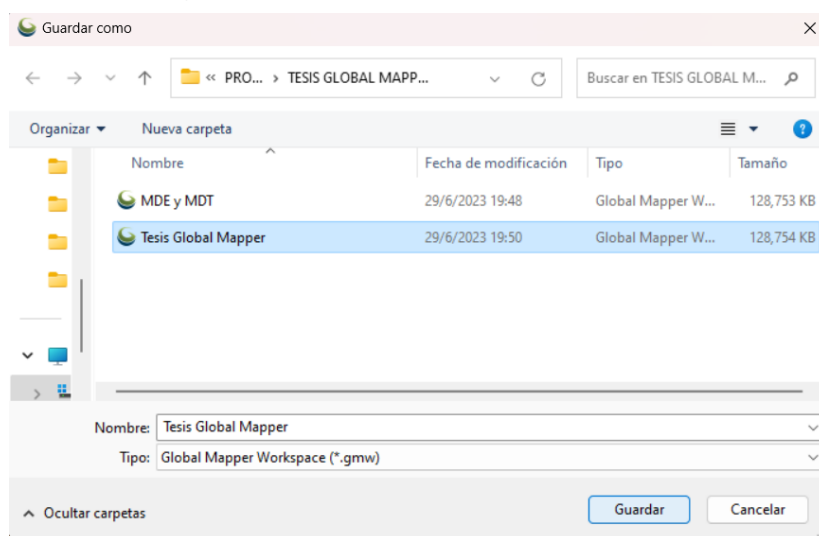 Guardar como
« PRO... › TESIS GLOBAL MAPP...
Buscar en TESIS GLOBAL M...
Organizar
Nueva carpeta
Nombre Fecha de modificación Tipo Tamaño
MDE y MDT 29/6/2023 19:48 Global Mapper W... 128,753 KB
Tesis Global Mapper 29/6/2023 19:50 Global Mapper W... 128,754 KB
Nombre: Tesis Global Mapper
Tipo: Global Mapper Workspace (*.gmw)
Ocultar carpetas
Guardar
Cancelar